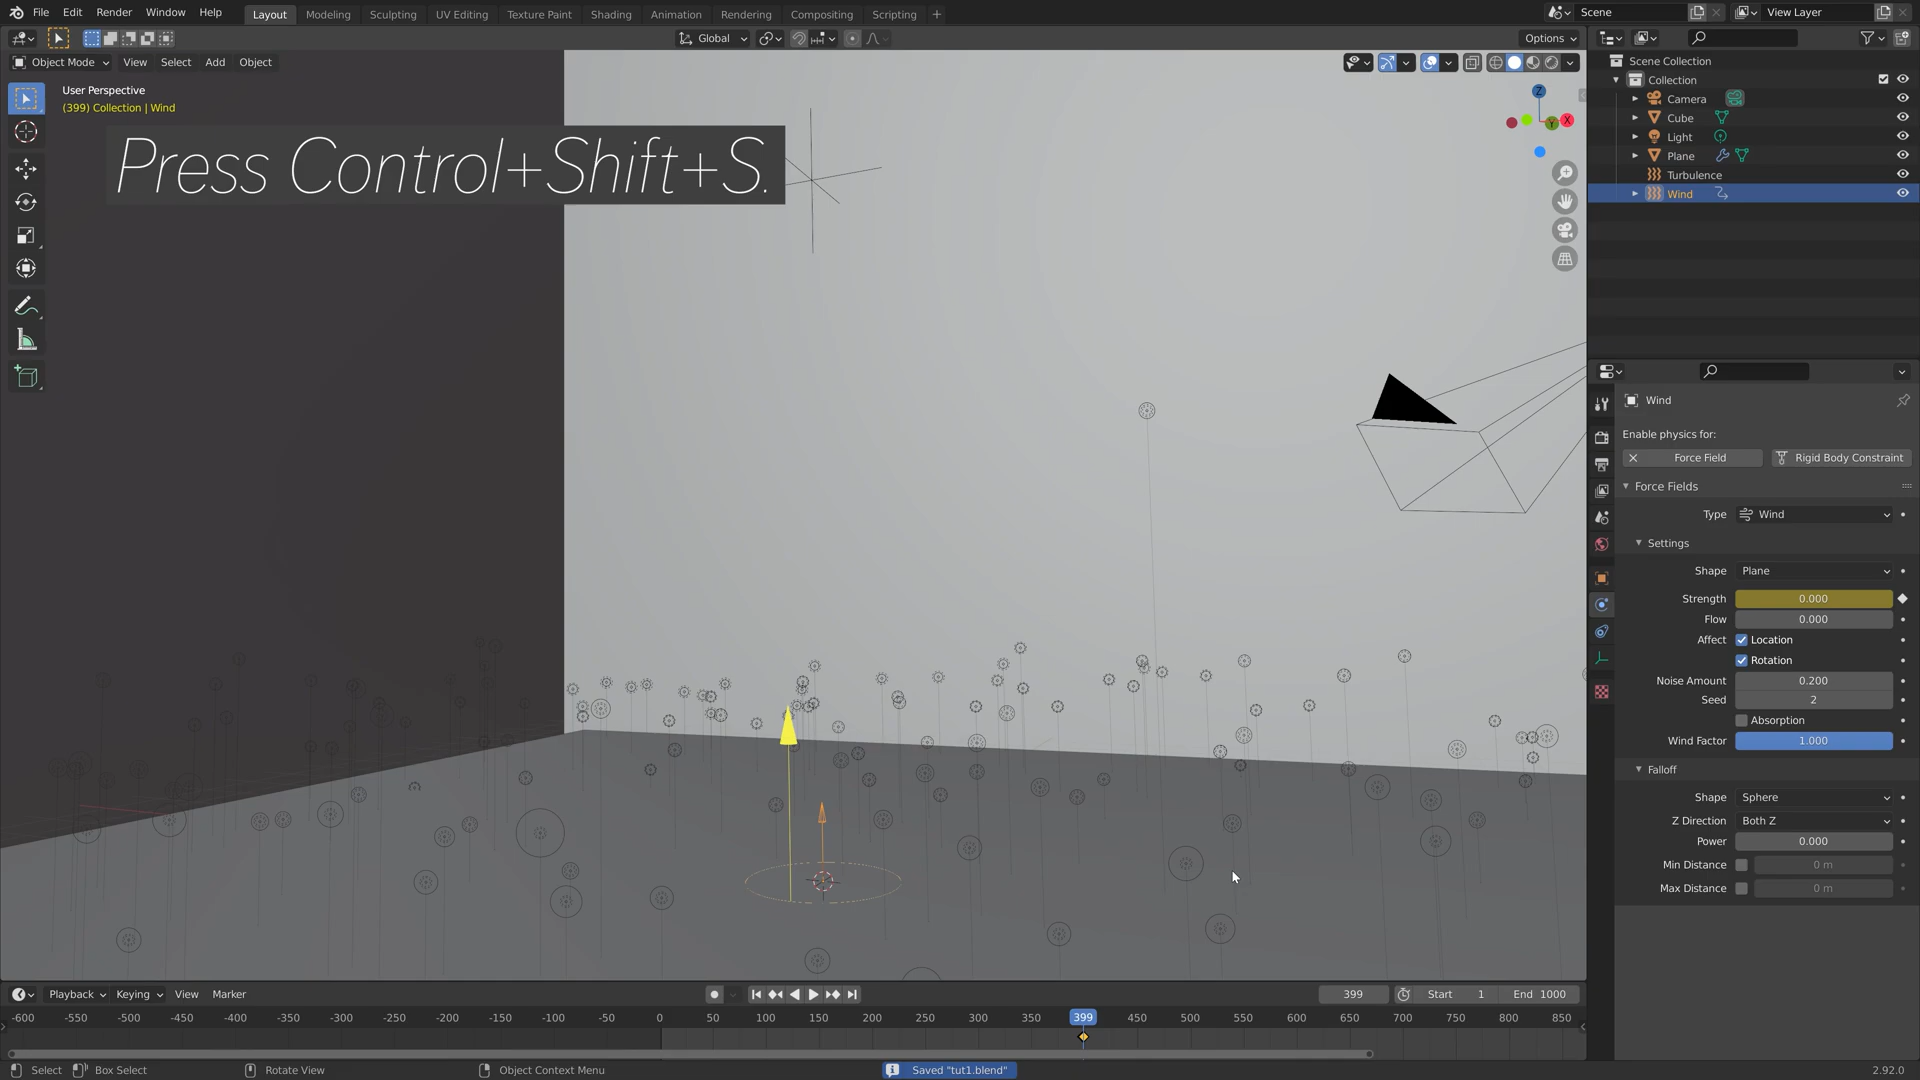 File Edit Render Window Help Layout Modeling Sculpting UV Editing Texture Paint Shading Animation Rendering Compositing Scripting + Scene View Layer
Global Options
Object Mode View Select Add Object
User Perspective
(399) Collection | Wind
Press Control+Shift+S.
Z
Y
X
Scene Collection
Collection
Camera
Cube
Light
Plane
Turbulence
Wind
Wind
Enable physics for:
Force Field Rigid Body Constraint
Force Fields
Type Wind
Settings
Shape Plane
Strength 0.000
Flow 0.000
Affect Location
Rotation
Noise Amount 0.200
Seed 2
Absorption
Wind Factor 1.000
Falloff
Shape Sphere
Z Direction Both Z
Power 0.000
Min Distance 0 m
Max Distance 0 m
Playback Keying View Marker 399 Start 1 End 1000
-600 -550 -500 -450 -400 -350 -300 -250 -200 -150 -100 -50 0 50 100 150 200 250 300 350 399 450 500 550 600 650 700 750 800 850
Select Box Select Rotate View Object Context Menu Saved "tut1.blend" 2.92.0